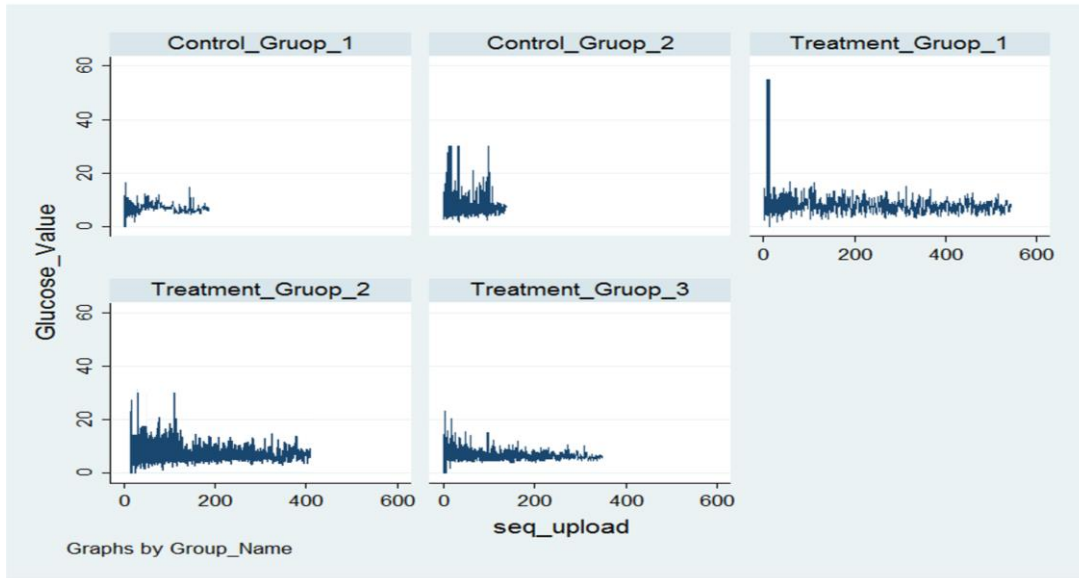 Control_Gruop_1 Control_Gruop_2 Treatment_Gruop_1
60
40
20
0
0 200 400 600
Treatment_Gruop_2 Treatment_Gruop_3
60
40
20
0
0 200 400 600 0 200 400 600
Glucose_Value
seq_upload
Graphs by Group_Name